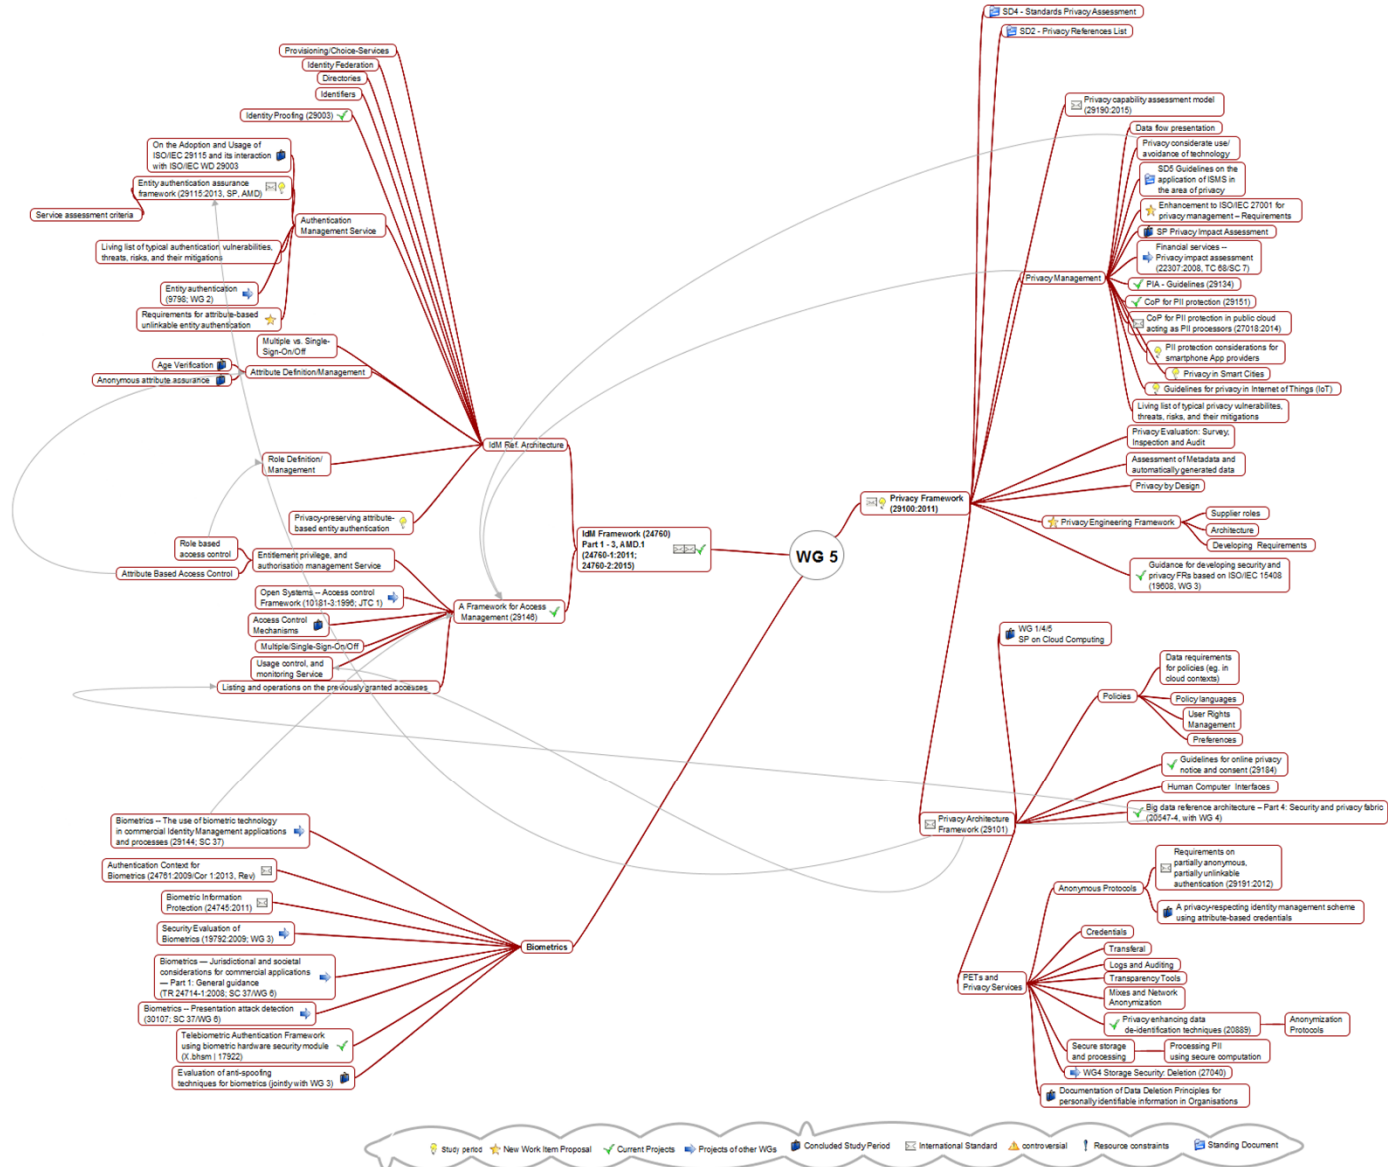 SD4 - Standards Privacy Assessment
SD2 - Privacy References List
Provisioning/Choice-Services
Identity Federation
Directories
Identifiers
Identity Proofing (29003)
On the Adoption and Usage of
ISO/IEC 29115 and its interaction
with ISO/IEC WD 29003
Entity authentication assurance
framework (29115:2013, SP, AMD)
Service assessment criteria
Authentication
Management Service
Living list of typical authentication vulnerabilities,
threats, risks, and their mitigations
Entity authentication
(9798; WG 2)
Requirements for attribute-based
unlinkable entity authentication
Multiple vs. Single-
Sign-On/Off
Age Verification
Anonymous attribute assurance
Attribute Definition/Management
IdM Ref. Architecture
Role Definition/
Management
Privacy-preserving attribute-
based entity authentication
Role based
access control
Attribute Based Access Control
Entitlement privilege, and
authorisation management Service
Open Systems -- Access control
Framework (10181-3:1996; JTC 1)
Access Control
Mechanisms
Multiple/Single-Sign-On/Off
Usage control, and
monitoring Service
Listing and operations on the previously granted accesses
A Framework for Access
Management (29146)
IdM Framework (24760)
Part 1 - 3, AMD.1
(24760-1:2011;
24760-2:2015)
WG 5
Privacy Framework
(29100:2011)
Privacy capability assessment model
(29190:2015)
Data flow presentation
Privacy considerate use/
avoidance of technology
SD5 Guidelines on the
application of ISMS in
the area of privacy
Enhancement to ISO/IEC 27001 for
privacy management – Requirements
SP Privacy Impact Assessment
Financial services --
Privacy impact assessment
(22307:2008, TC 68/SC 7)
Privacy Management
PIA - Guidelines (29134)
CoP for PII protection (29151)
CoP for PII protection in public cloud
acting as PII processors (27018:2014)
PII protection considerations for
smartphone App providers
Privacy in Smart Cities
Guidelines for privacy in Internet of Things (IoT)
Living list of typical privacy vulnerabilites,
threats, risks, and their mitigations
Privacy Evaluation: Survey,
Inspection and Audit
Assessment of Metadata and
automatically generated data
Privacy by Design
Privacy Engineering Framework
Supplier roles
Architecture
Developing Requirements
Guidance for developing security and
privacy FRs based on ISO/IEC 15408
(19608, WG 3)
WG 1/4/5
SP on Cloud Computing
Data requirements
for policies (eg. in
cloud contexts)
Policies
Policy languages
User Rights
Management
Preferences
Guidelines for online privacy
notice and consent (29184)
Human Computer Interfaces
Big data reference architecture – Part 4: Security and privacy fabric
(20547-4, with WG 4)
Privacy Architecture
Framework (29101)
Requirements on
partially anonymous,
partially unlinkable
authentication (29191:2012)
Anonymous Protocols
A privacy-respecting identity management scheme
using attribute-based credentials
Credentials
Transferal
Logs and Auditing
Transparency Tools
Mixes and Network
Anonymization
PETs and
Privacy Services
Privacy enhancing data
de-identification techniques (20889)
Anonymization
Protocols
Secure storage
and processing
Processing PII
using secure computation
WG4 Storage Security: Deletion (27040)
Documentation of Data Deletion Principles for
personally identifiable information in Organisations
Biometrics -- The use of biometric technology
in commercial Identity Management applications
and processes (29144; SC 37)
Authentication Context for
Biometrics (24761:2009/Cor 1:2013, Rev)
Biometric Information
Protection (24745:2011)
Security Evaluation of
Biometrics (19792:2009; WG 3)
Biometrics
Biometrics — Jurisdictional and societal
considerations for commercial applications
— Part 1: General guidance
(TR 24714-1:2008; SC 37/WG 6)
Biometrics -- Presentation attack detection
(30107; SC 37/WG 6)
Telebiometric Authentication Framework
using biometric hardware security module
(X.bhsm | 17922)
Evaluation of anti-spoofing
techniques for biometrics (jointly with WG 3)
Study period
New Work Item Proposal
Current Projects
Projects of other WGs
Concluded Study Period
International Standard
controversial
Resource constraints
Standing Document